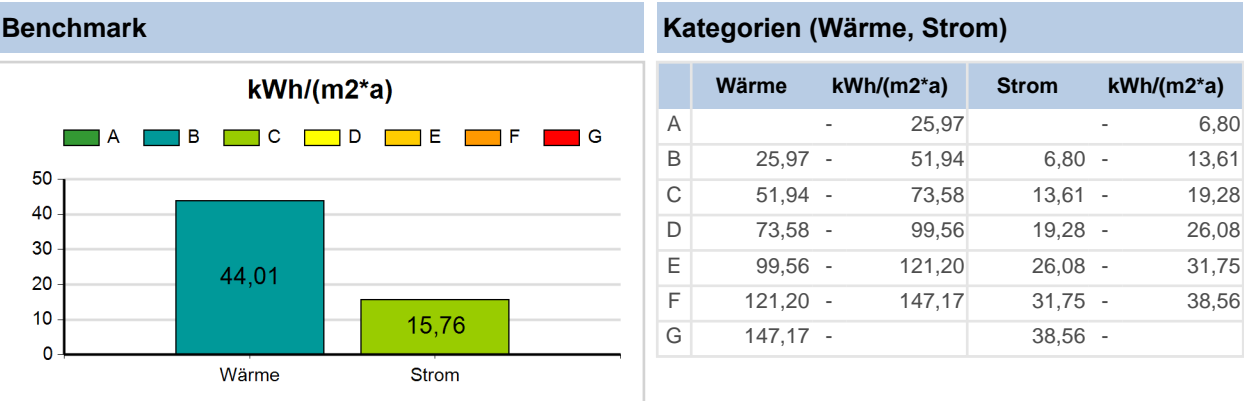 Benchmark
kWh/(m2*a)
A B C D E F G
50
40
30
20
10
0
44,01
15,76
Wärme Strom
Kategorien (Wärme, Strom)
Wärme kWh/(m2*a) Strom kWh/(m2*a)
A - 25,97 - 6,80
B 25,97 - 51,94 6,80 - 13,61
C 51,94 - 73,58 13,61 - 19,28
D 73,58 - 99,56 19,28 - 26,08
E 99,56 - 121,20 26,08 - 31,75
F 121,20 - 147,17 31,75 - 38,56
G 147,17 - 38,56 -